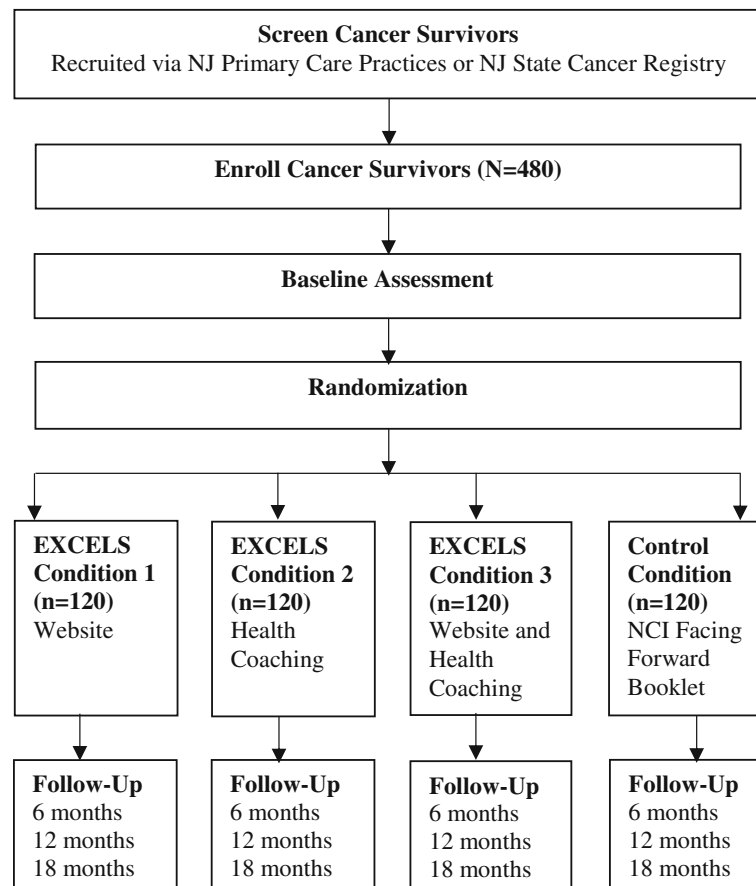 Screen Cancer Survivors
Recruited via NJ Primary Care Practices or NJ State Cancer Registry
Enroll Cancer Survivors (N=480)
Baseline Assessment
Randomization
EXCELS
Condition 1
(n=120)
Website
EXCELS
Condition 2
(n=120)
Health
Coaching
EXCELS
Condition 3
(n=120)
Website and
Health
Coaching
Control
Condition
(n=120)
NCI Facing
Forward
Booklet
Follow-Up
6 months
12 months
18 months
Follow-Up
6 months
12 months
18 months
Follow-Up
6 months
12 months
18 months
Follow-Up
6 months
12 months
18 months